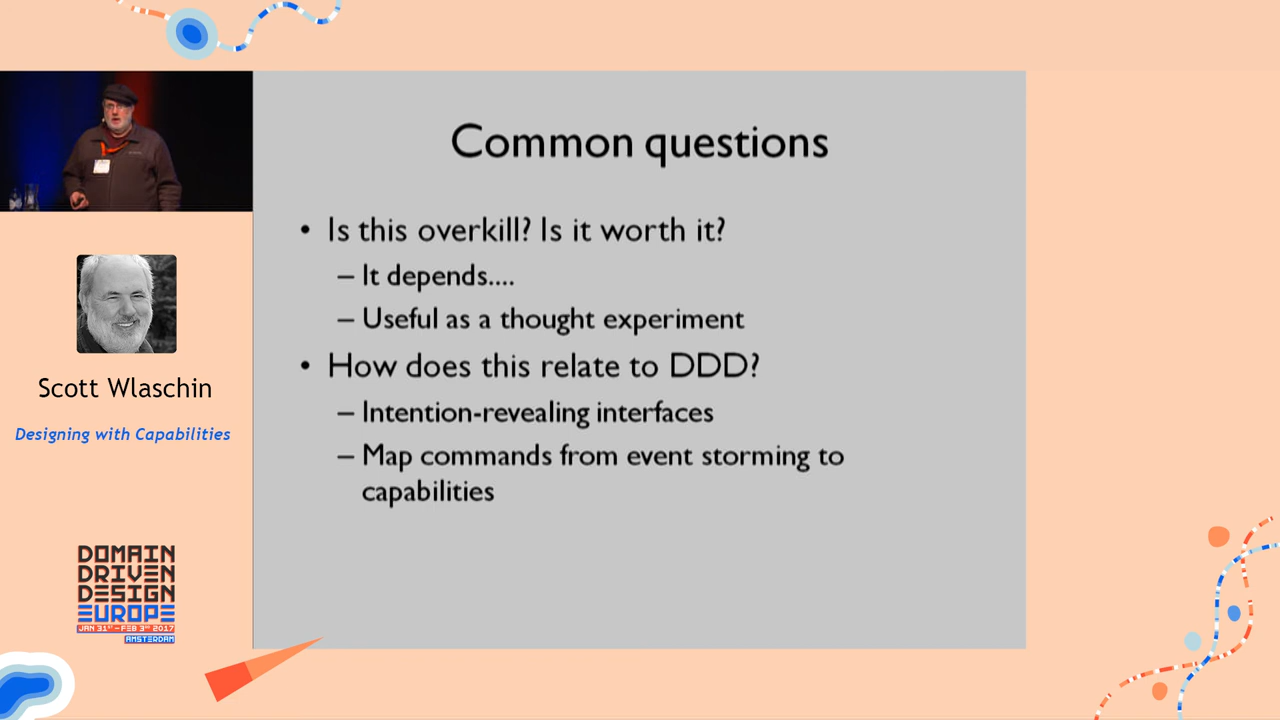 Common questions
• Is this overkill? Is it worth it?
– It depends....
– Useful as a thought experiment
• How does this relate to DDD?
– Intention-revealing interfaces
– Map commands from event storming to
capabilities
Scott Wlaschin
Designing with Capabilities
DOMAIN
DRIVEN
DESIGN
EUROPE
JAN 31ST-FEB 3RD 2017
AMSTERDAM